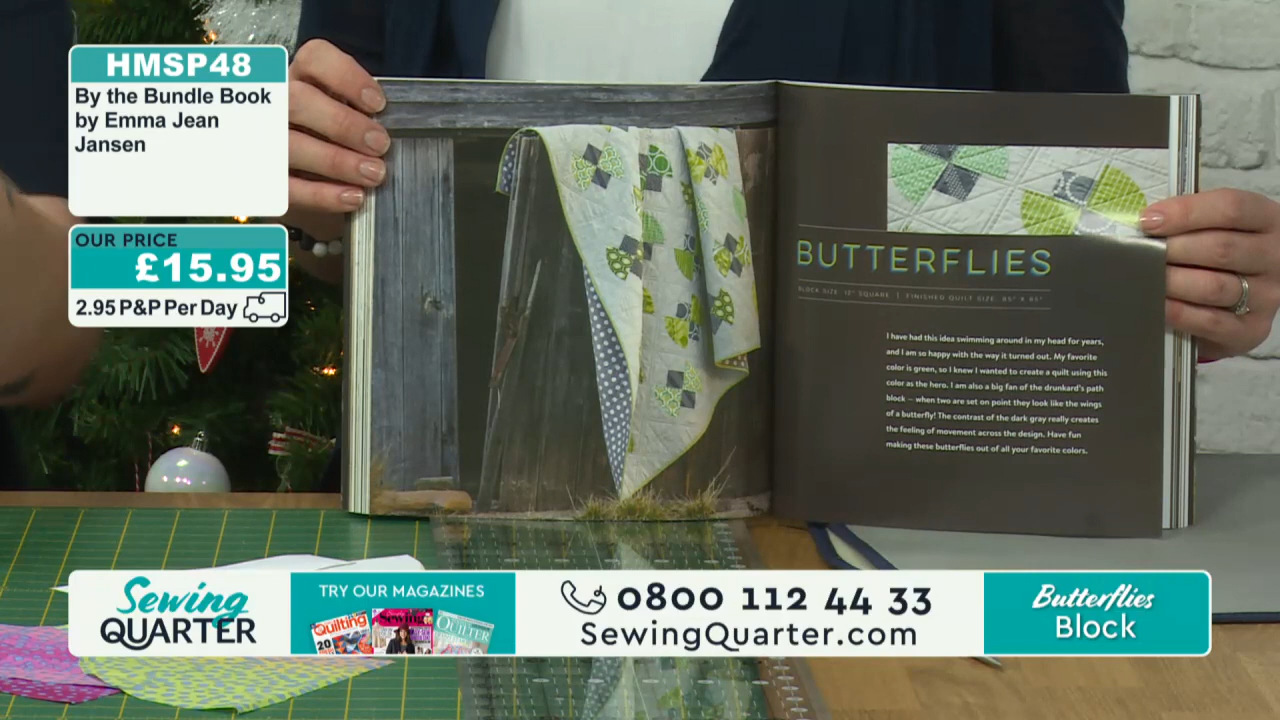 HMSP48
By the Bundle Book
by Emma Jean
Jansen
OUR PRICE
£15.95
2.95 P&P Per Day
BUTTERFLIES
BLOCK SIZE: 12" SQUARE | FINISHED QUILT SIZE:
I have had this idea swimming around in my head for years,
and I am so happy with the way it turned out. My favorite
color is green, so I knew I wanted to create a quilt using this
color as the hero. I am also a big fan of the drunkard's path
block — when two are set on point they look like the wings
of a butterfly! The contrast of the dark gray really creates
the feeling of movement across the design. Have fun
making these butterflies out of all your favorite colors.
Sewing
QUARTER
TRY OUR MAGAZINES
Quilting
20
Sewing
QUILTER
0800 112 44 33
SewingQuarter.com
Butterflies
Block